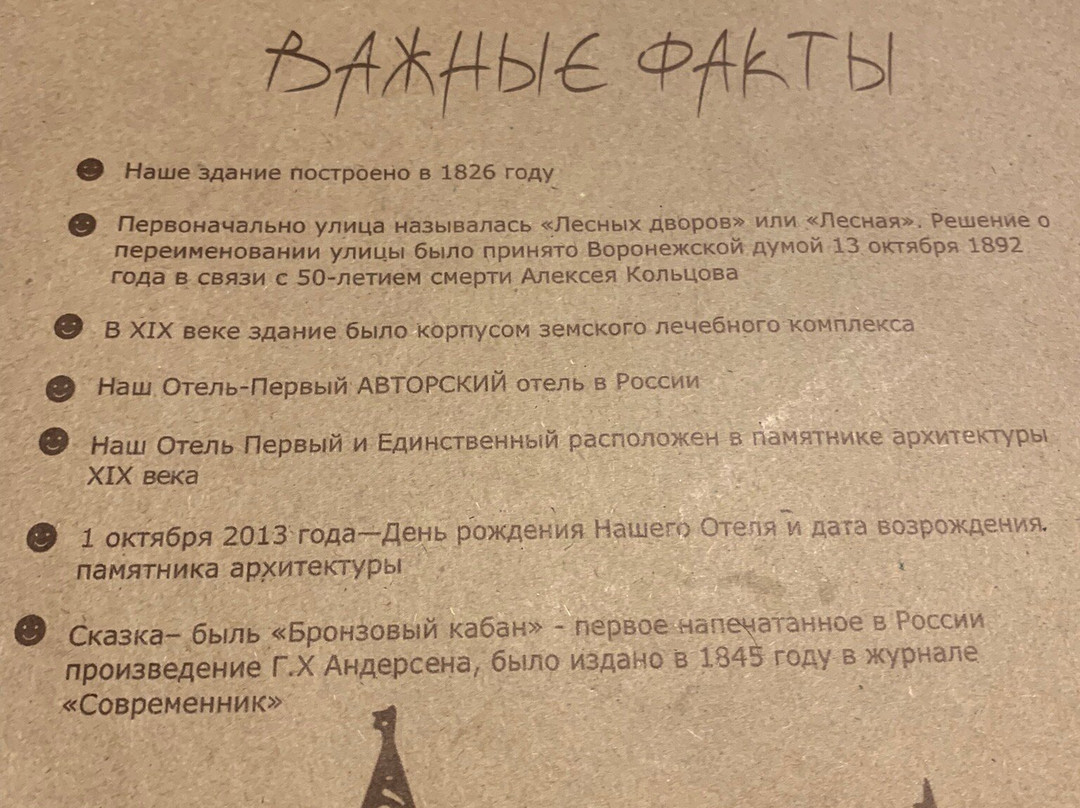 ВАЖНЫЕ ФАКТЫ
Наше здание построено в 1826 году
Первоначально улица называлась «Лесных дворов» или «Лесная». Решение о
переименовании улицы было принято Воронежской думой 13 октября 1892
года в связи с 50-летием смерти Алексея Кольцова
В XIX веке здание было корпусом земского лечебного комплекса
Наш Отель-Первый АВТОРСКИЙ отель в России
Наш Отель Первый и Единственный расположен в памятнике архитектуры
XIX века
1 октября 2013 года—День рождения Нашего Отеля и дата возрождения.
памятника архитектуры
Сказка– быль «Бронзовый кабан» - первое напечатанное в России
произведение Г.Х Андерсена, было издано в 1845 году в журнале
«Современник»